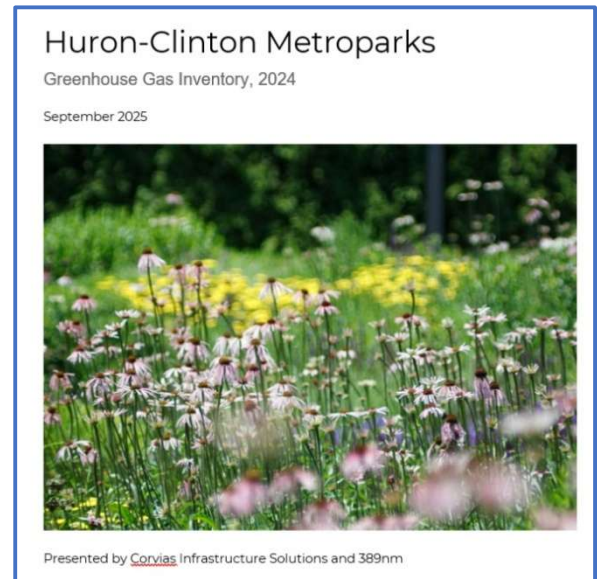 Huron-Clinton Metroparks
Greenhouse Gas Inventory, 2024
September 2025
Presented by Corvias Infrastructure Solutions and 389nm